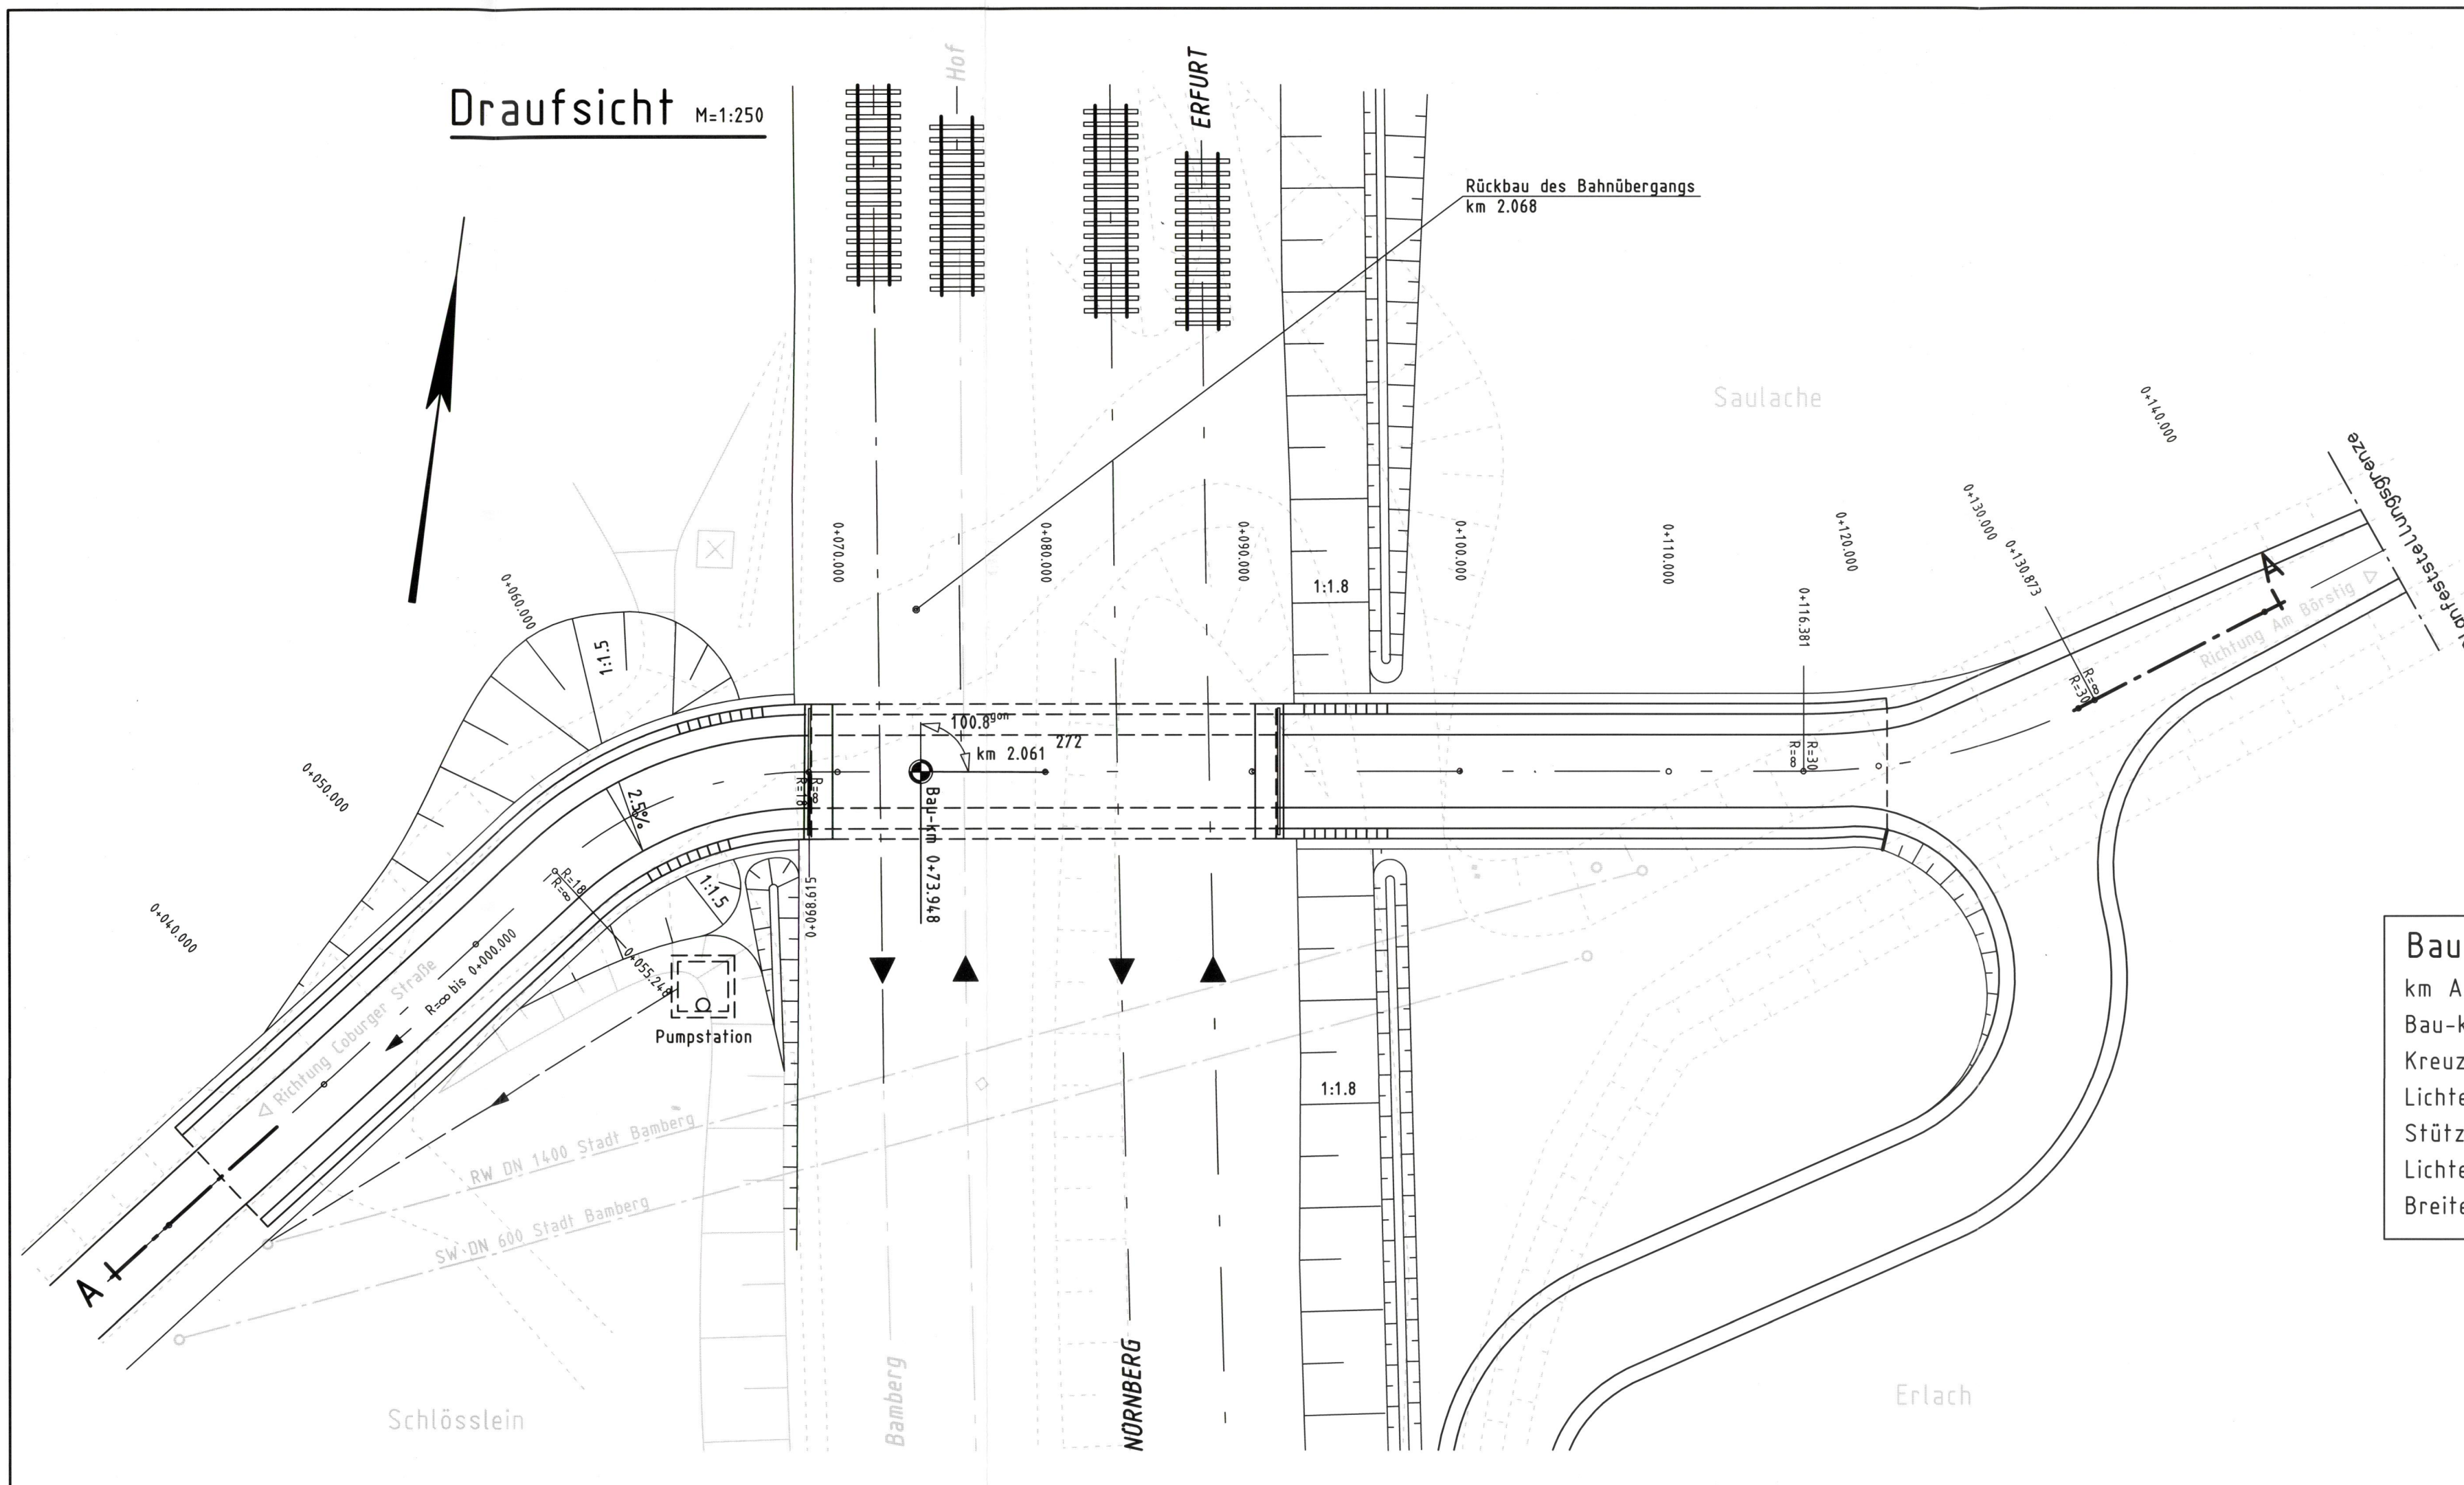 Draufsicht M=1:250
Hof
ERFURT
Rückbau des Bahnübergangs
km 2.068
Saulache
0+140.000
Planfeststellungsgrenze
0+130.000
0+130.873
0+120.000
0+110.000
0+100.000
0+090.000
0+080.000
0+070.000
0+060.000
1:1.5
1:1.8
0+116.381
A
Richtung Am Börstig
R=∞
R=30
100.8gon
272
km 2.061
R=∞
R=30
R=18
R=∞
0+050.000
2.5%
Bau-km 0+73.948
R=18
R=∞
1:1.5
0+068.615
0+040.000
R=∞ bis 0+000.000
0+055.248
Richtung Coburger Straße
Pumpstation
Bau
km A
Bau-k
Kreuz
Lichte
Stütz
Lichte
Breite
1:1.8
RW DN 1400 Stadt Bamberg
SW DN 600 Stadt Bamberg
A
Bamberg
NÜRNBERG
Schlösslein
Erlach